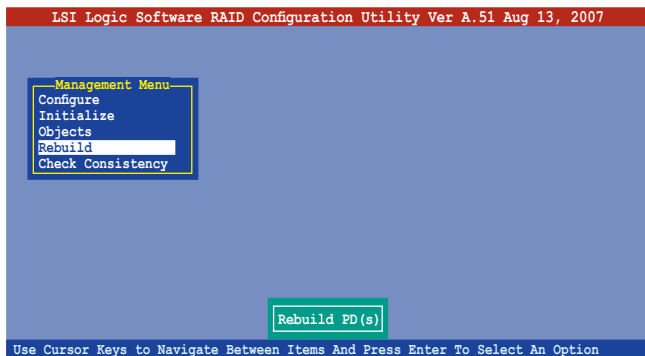 LSI Logic Software RAID Configuration Utility Ver A.51 Aug 13, 2007
Management Menu
Configure
Initialize
Objects
Rebuild
Check Consistency
Rebuild PD(s)
Use Cursor Keys to Navigate Between Items And Press Enter To Select An Option